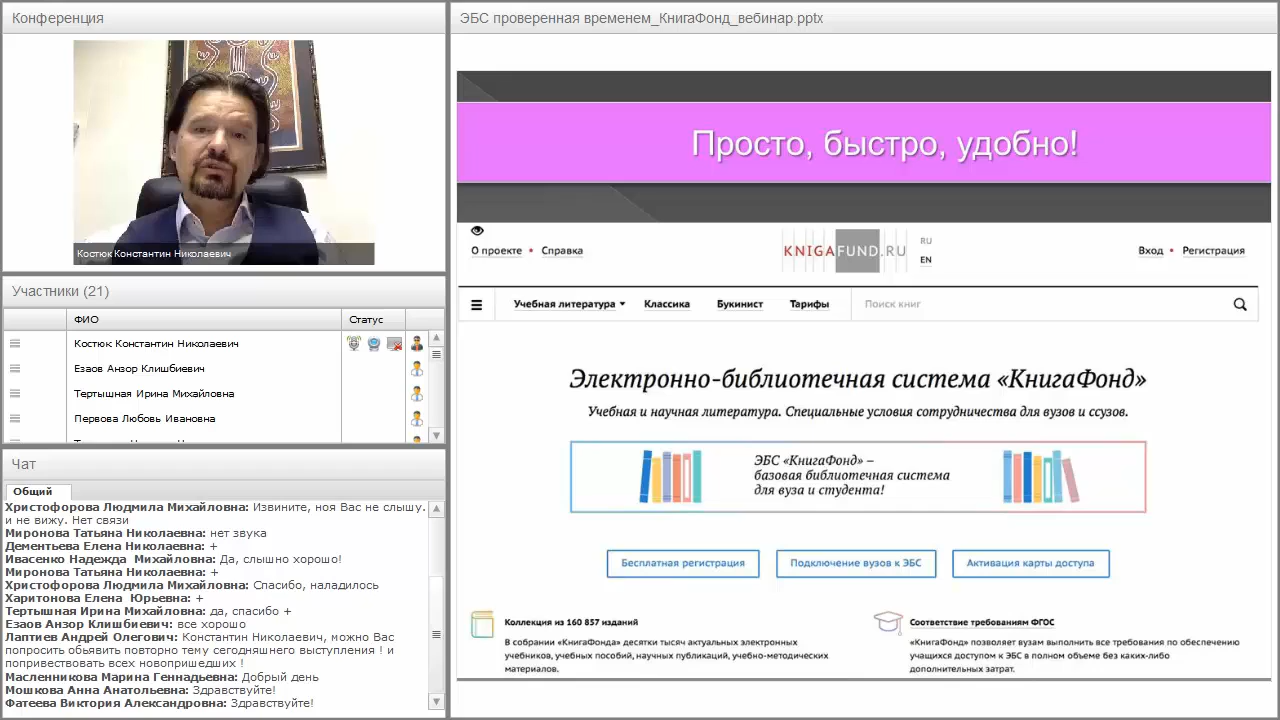 Конференция
Костюк Константин Николаевич
Участники (21)
ФИО
Статус
Костюк Константин Николаевич
Езаов Анзор Клишбиевич
Тертышная Ирина Михайловна
Первова Любовь Ивановна
Чат
Общий
Христофорова Людмила Михайловна: Извините, ноя Вас не слышу.
и не вижу. Нет связи
Миронова Татьяна Николаевна: нет звука
Дементьева Елена Николаевна: +
Ивасенко Надежда Михайловна: Да, слышно хорошо!
Миронова Татьяна Николаевна: +
Христофорова Людмила Михайловна: Спасибо, наладилось
Харитонова Елена Юрьевна: +
Тертышная Ирина Михайловна: да, спасибо +
Езаов Анзор Клишбиевич: все хорошо
Лаптиев Андрей Олегович: Константин Николаевич, можно Вас
попросить обьявить повторно тему сегодняшнего выступления ! и
попривествовать всех новопришедших !
Масленникова Марина Геннадьевна: Добрый день
Мошкова Анна Анатольевна: Здравствуйте!
Фатеева Виктория Александровна: Здравствуйте!
ЭБС проверенная временем_КнигаФонд_вебинар.pptx
Просто, быстро, удобно!
О проекте • Справка
KNIGAFUND.RU
RU
EN
Вход • Регистрация
Учебная литература
Классика
Букинист
Тарифы
Поиск книг
Электронно-библиотечная система «КнигаФонд»
Учебная и научная литература. Специальные условия сотрудничества для вузов и ссузов.
ЭБС «КнигаФонд» –
базовая библиотечная система
для вуза и студента!
Бесплатная регистрация
Подключение вузов к ЭБС
Активация карты доступа
Коллекция из 160 857 изданий
В собрании «КнигаФонда» десятки тысяч актуальных электронных
учебников, учебных пособий, научных публикаций, учебно-методических
материалов.
Соответствие требованиям ФГОС
«КнигаФонд» позволяет вузам выполнить все требования по обеспечению
учащихся доступом к ЭБС в полном объеме без каких-либо
дополнительных затрат.